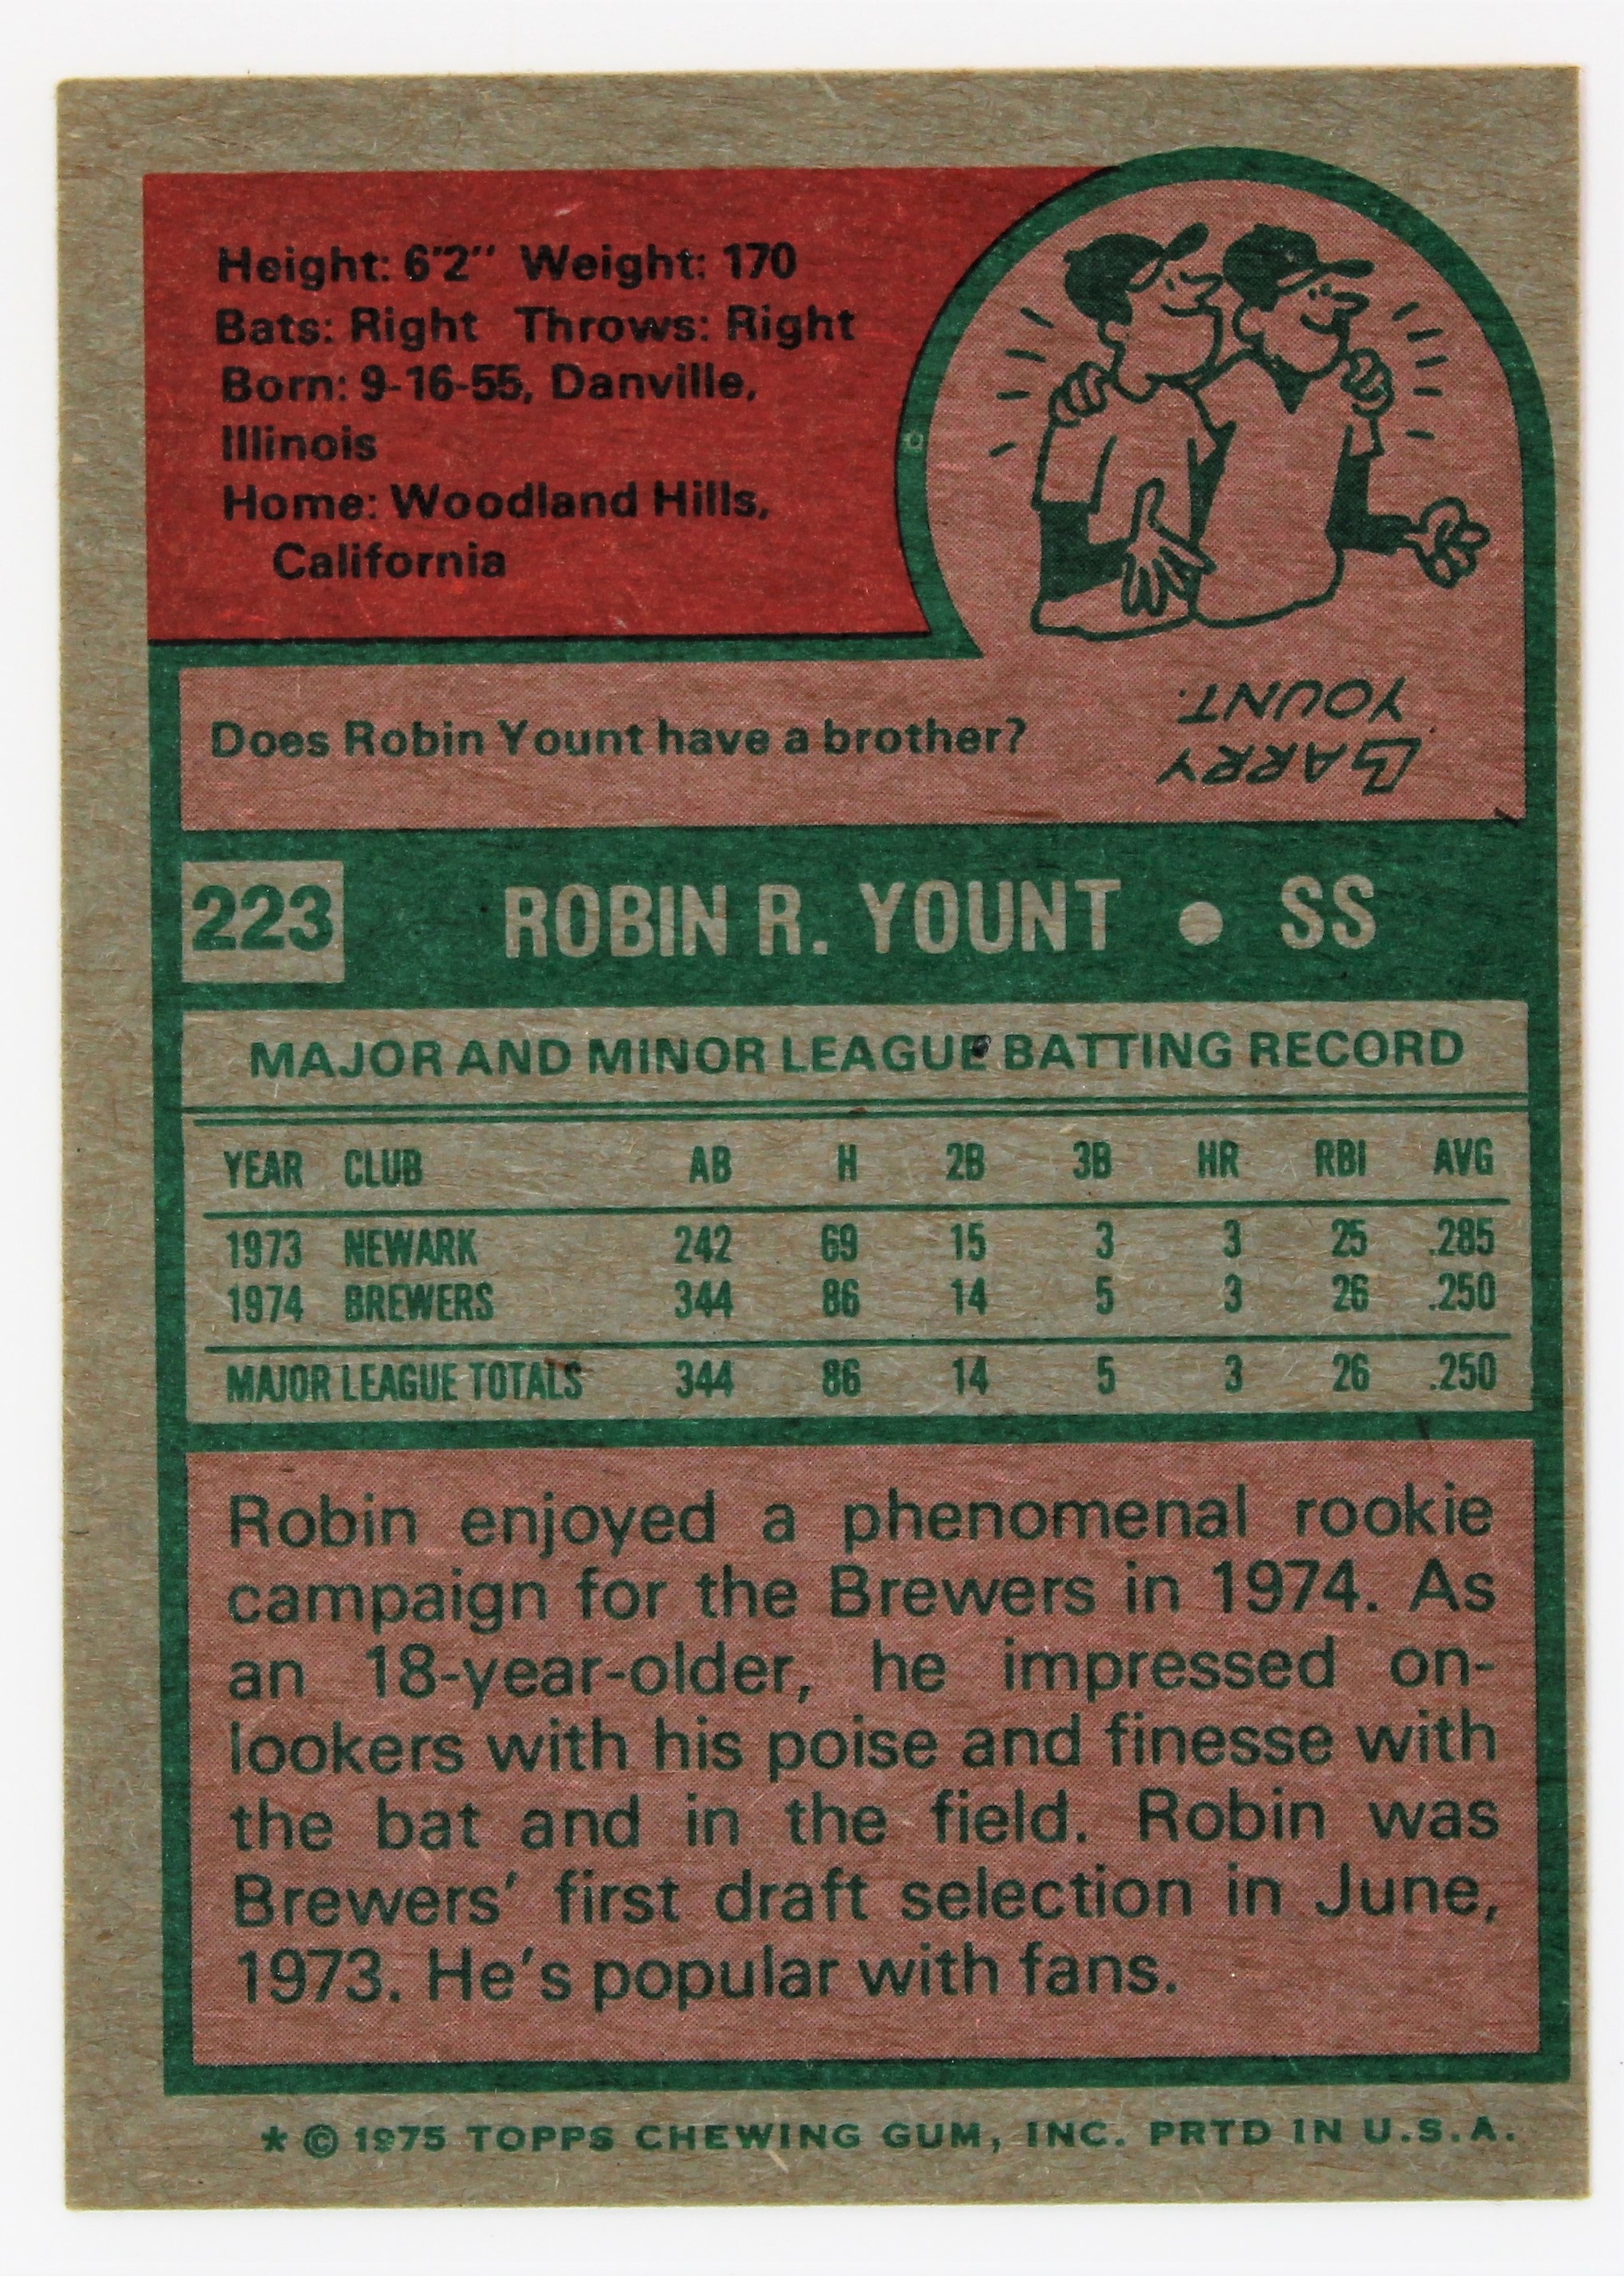 Height: 6'2" Weight: 170
Bats: Right Throws: Right
Born: 9-16-55, Danville,
Illinois
Home: Woodland Hills,
California
Does Robin Yount have a brother?
LARRY
YOUNT.
223 ROBIN R. YOUNT • SS
MAJOR AND MINOR LEAGUE BATTING RECORD
YEAR CLUB AB H 2B 3B HR RBI AVG
1973 NEWARK 242 69 15 3 3 25 .285
1974 BREWERS 344 86 14 5 3 26 .250
MAJOR LEAGUE TOTALS 344 86 14 5 3 26 .250
Robin enjoyed a phenomenal rookie
campaign for the Brewers in 1974. As
an 18-year-older, he impressed on-
lookers with his poise and finesse with
the bat and in the field. Robin was
Brewers' first draft selection in June,
1973. He's popular with fans.
* © 1975 TOPPS CHEWING GUM, INC. PRTD IN U.S.A.